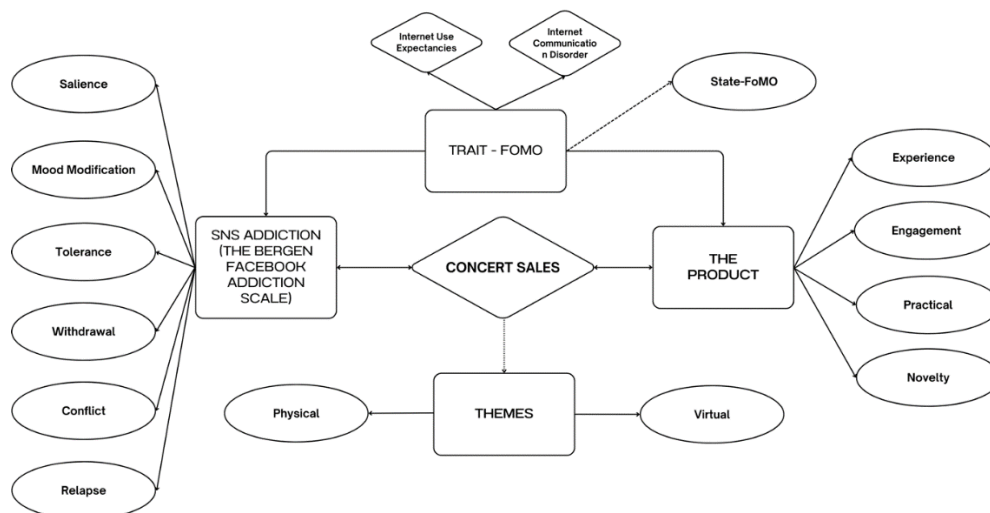 Internet Use
Expectancies
Internet
Communicatio
n Disorder
Salience
State-FoMO
TRAIT - FOMO
Experience
Mood Modification
SNS ADDICTION
(THE BERGEN
FACEBOOK
ADDICTION
SCALE)
Engagement
Tolerance
CONCERT SALES
THE
PRODUCT
Practical
Withdrawal
Novelty
Conflict
Physical
THEMES
Virtual
Relapse